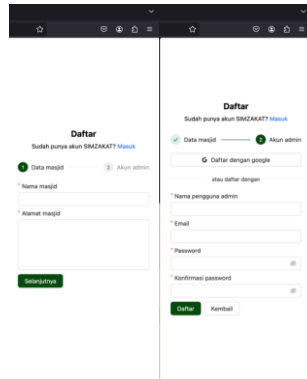 Daftar
Sudah punya akun SIMZAKAT? Masuk
1 Data masjid
2 Akun admin
* Nama masjid
* Alamat masjid
Selanjutnya
Daftar
Sudah punya akun SIMZAKAT? Masuk
Data masjid
2 Akun admin
G Daftar dengan google
atau daftar dengan
* Nama pengguna admin
* Email
* Password
* Konfirmasi password
Daftar
Kembali